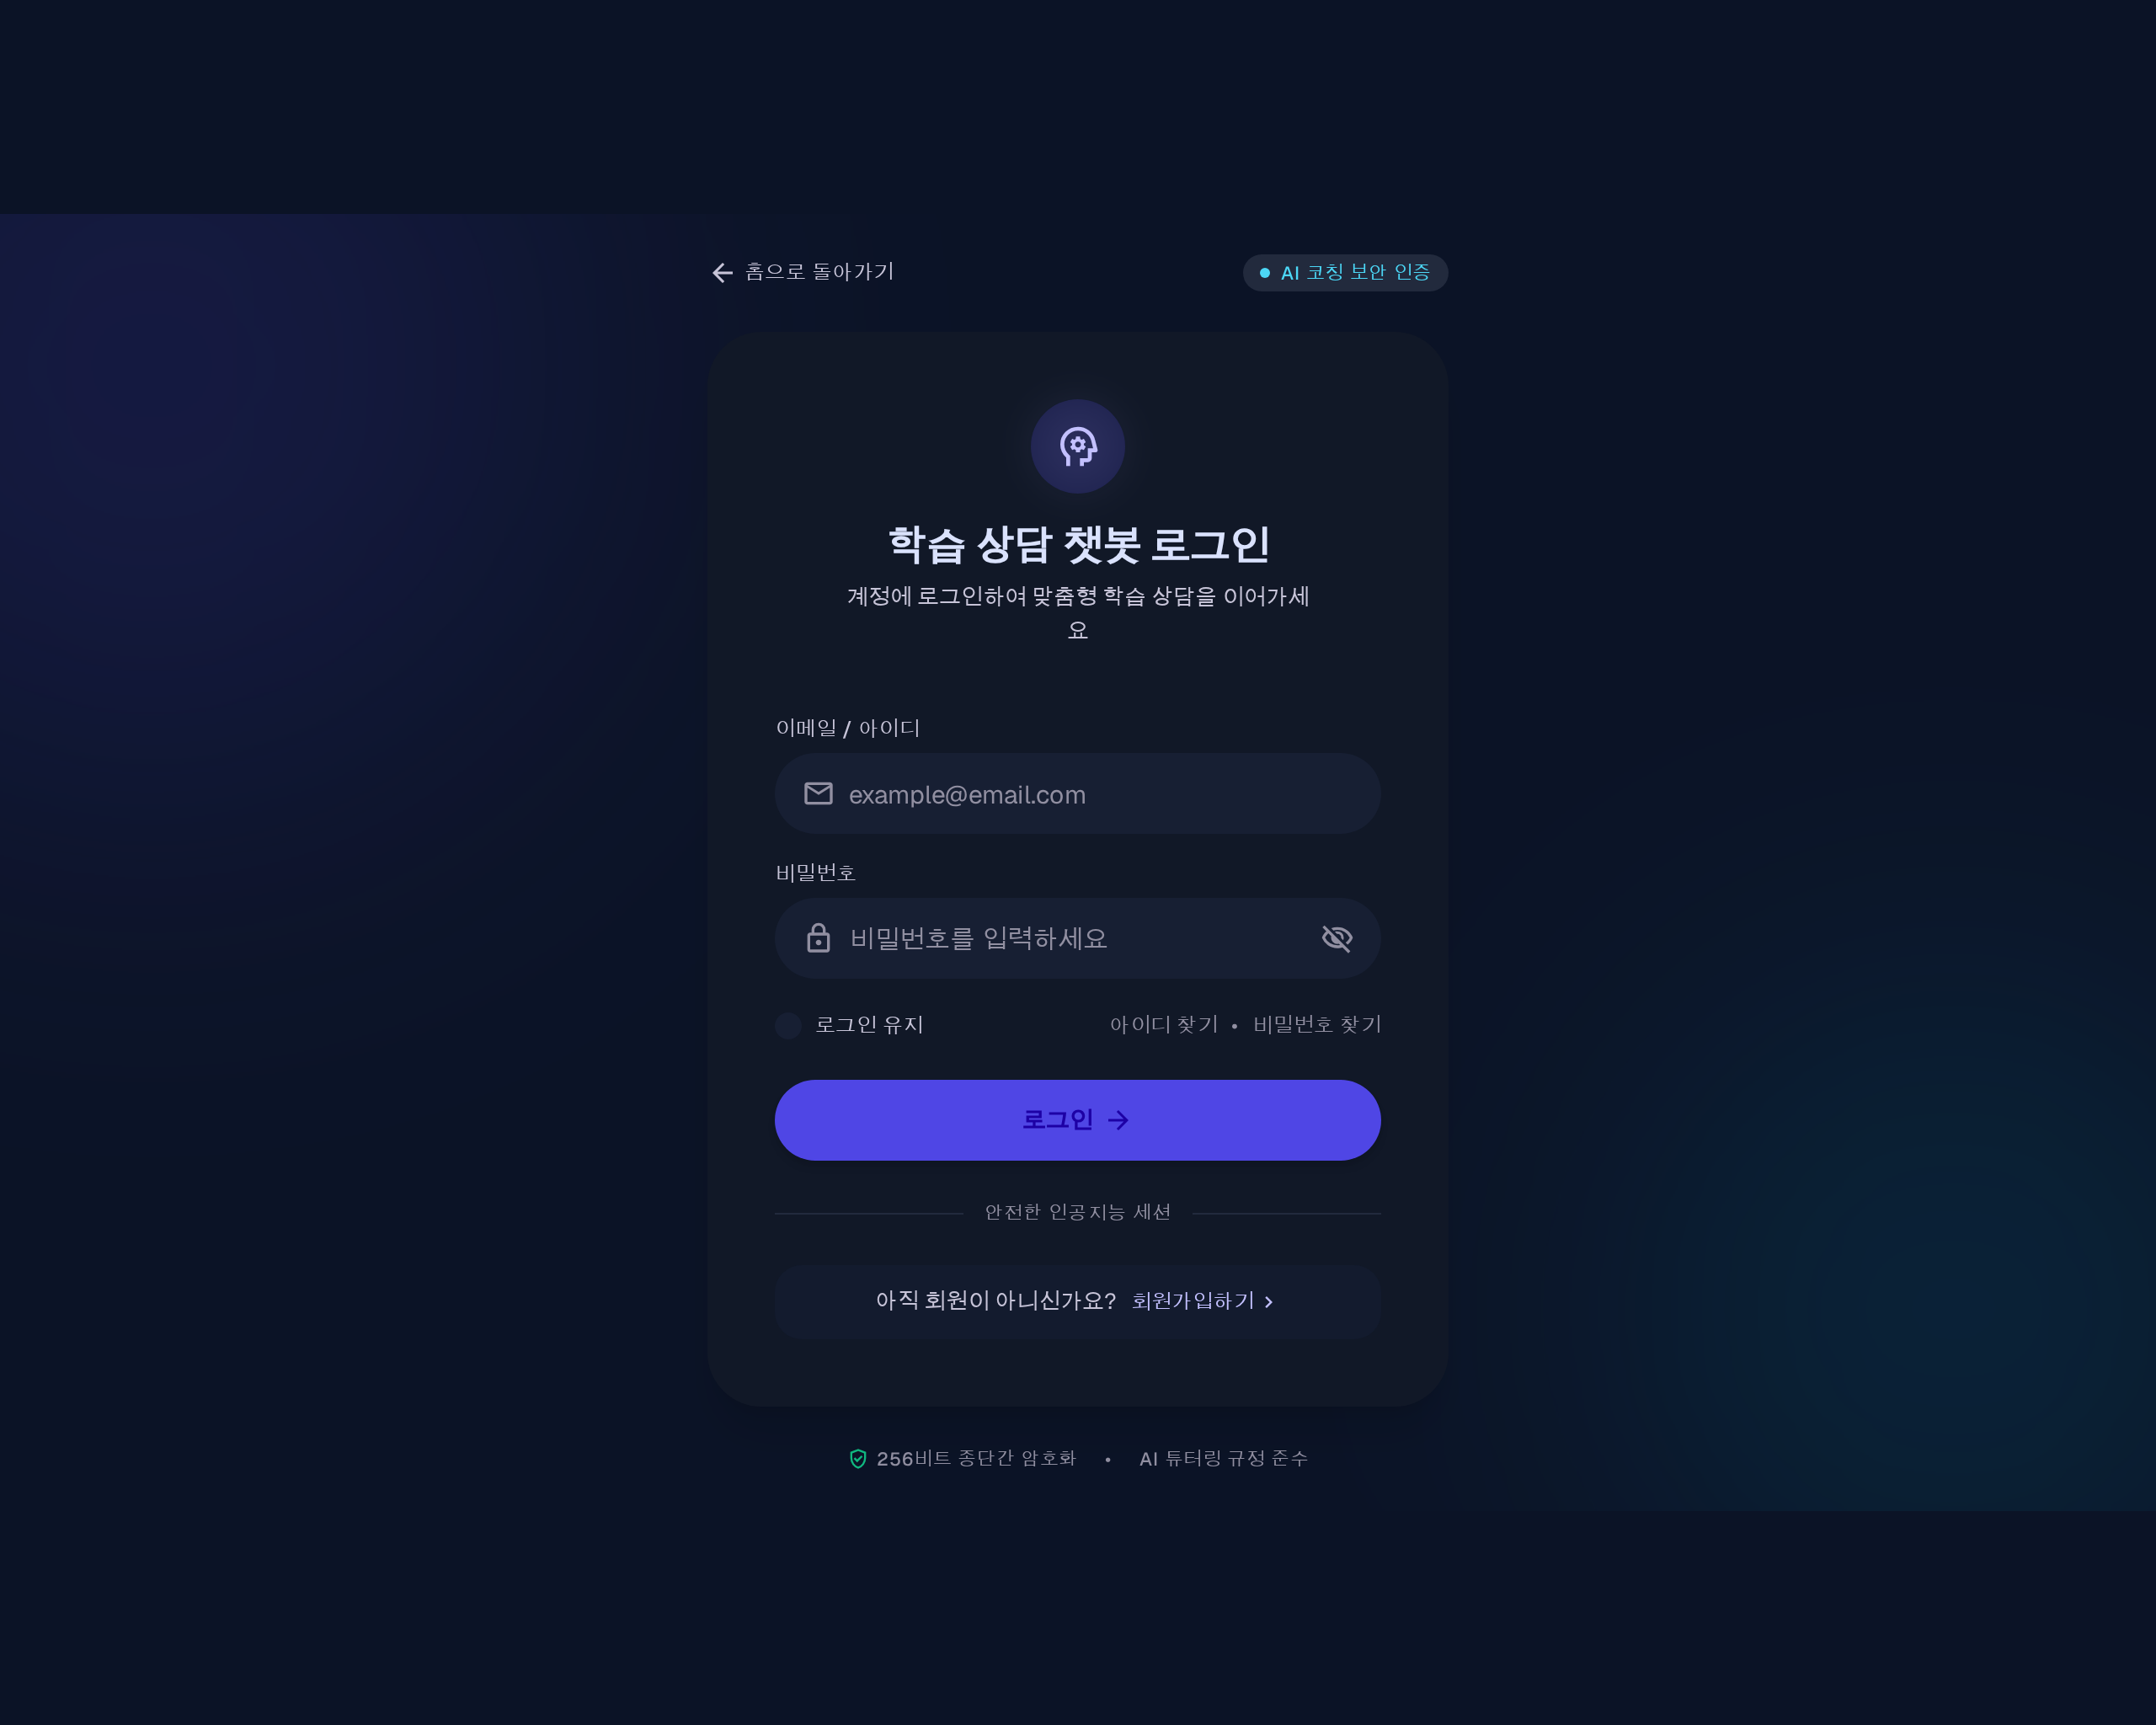 홈으로 돌아가기
AI 코칭 보안 인증
학습 상담 챗봇 로그인
계정에 로그인하여 맞춤형 학습 상담을 이어가세
요
이메일 / 아이디
example@email.com
비밀번호
비밀번호를 입력하세요
로그인 유지
아이디 찾기 • 비밀번호 찾기
로그인
안전한 인공지능 세션
아직 회원이 아니신가요? 회원가입하기
256비트 종단간 암호화 • AI 튜터링 규정 준수